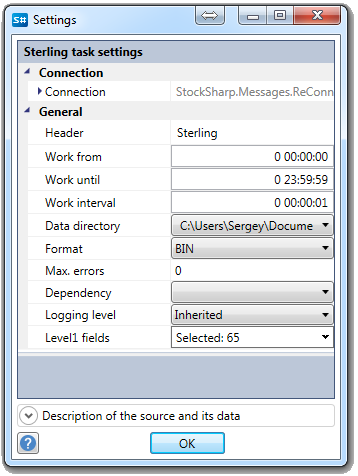 S# Settings
Sterling task settings
Connection
Connection StockSharp.Messages.ReConn
General
Header Sterling
Work from 0 00:00:00
Work until 0 23:59:59
Work interval 0 00:00:01
Data directory C:\Users\Sergey\Docume
Format BIN
Max. errors 0
Dependency
Logging level Inherited
Level1 fields Selected: 65
Description of the source and its data
? OK